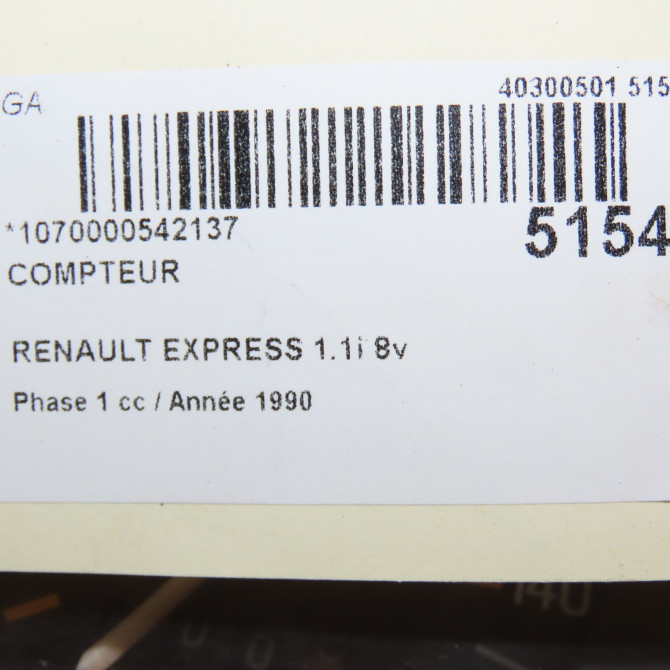 GA
40300501 515
*1070000542137
5154
COMPTEUR
RENAULT EXPRESS 1.1i 8v
Phase 1 cc / Année 1990
140